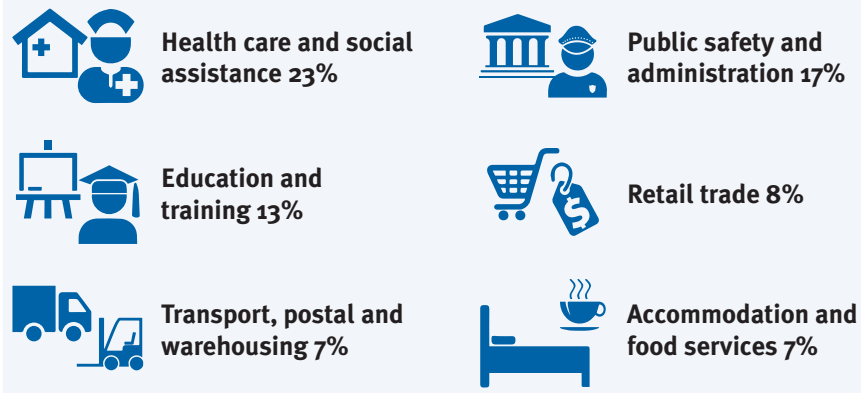 Health care and social
assistance 23%
Public safety and
administration 17%
Education and
training 13%
Retail trade 8%
$
Transport, postal and
warehousing 7%
Accommodation and
food services 7%